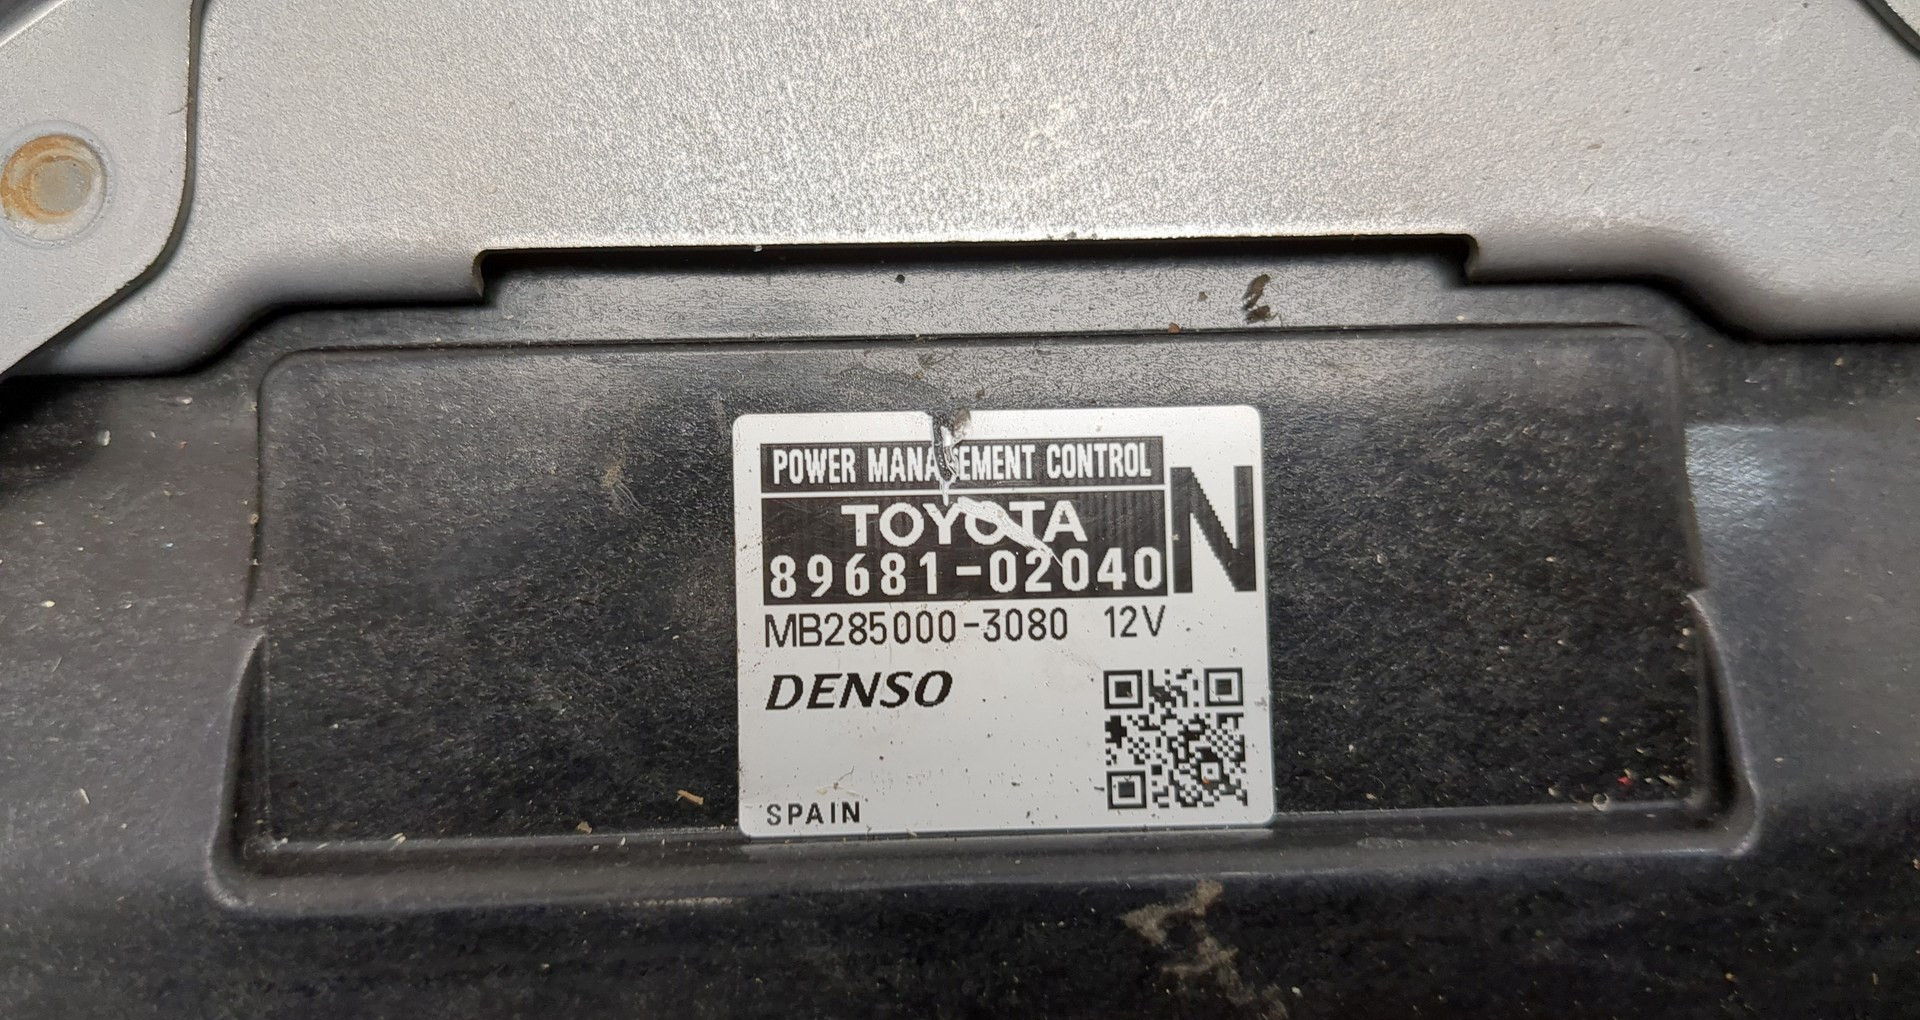 POWER MANAGEMENT CONTROL
TOYOTA
89681-02040
N
MB285000-3080 12V
DENSO
SPAIN